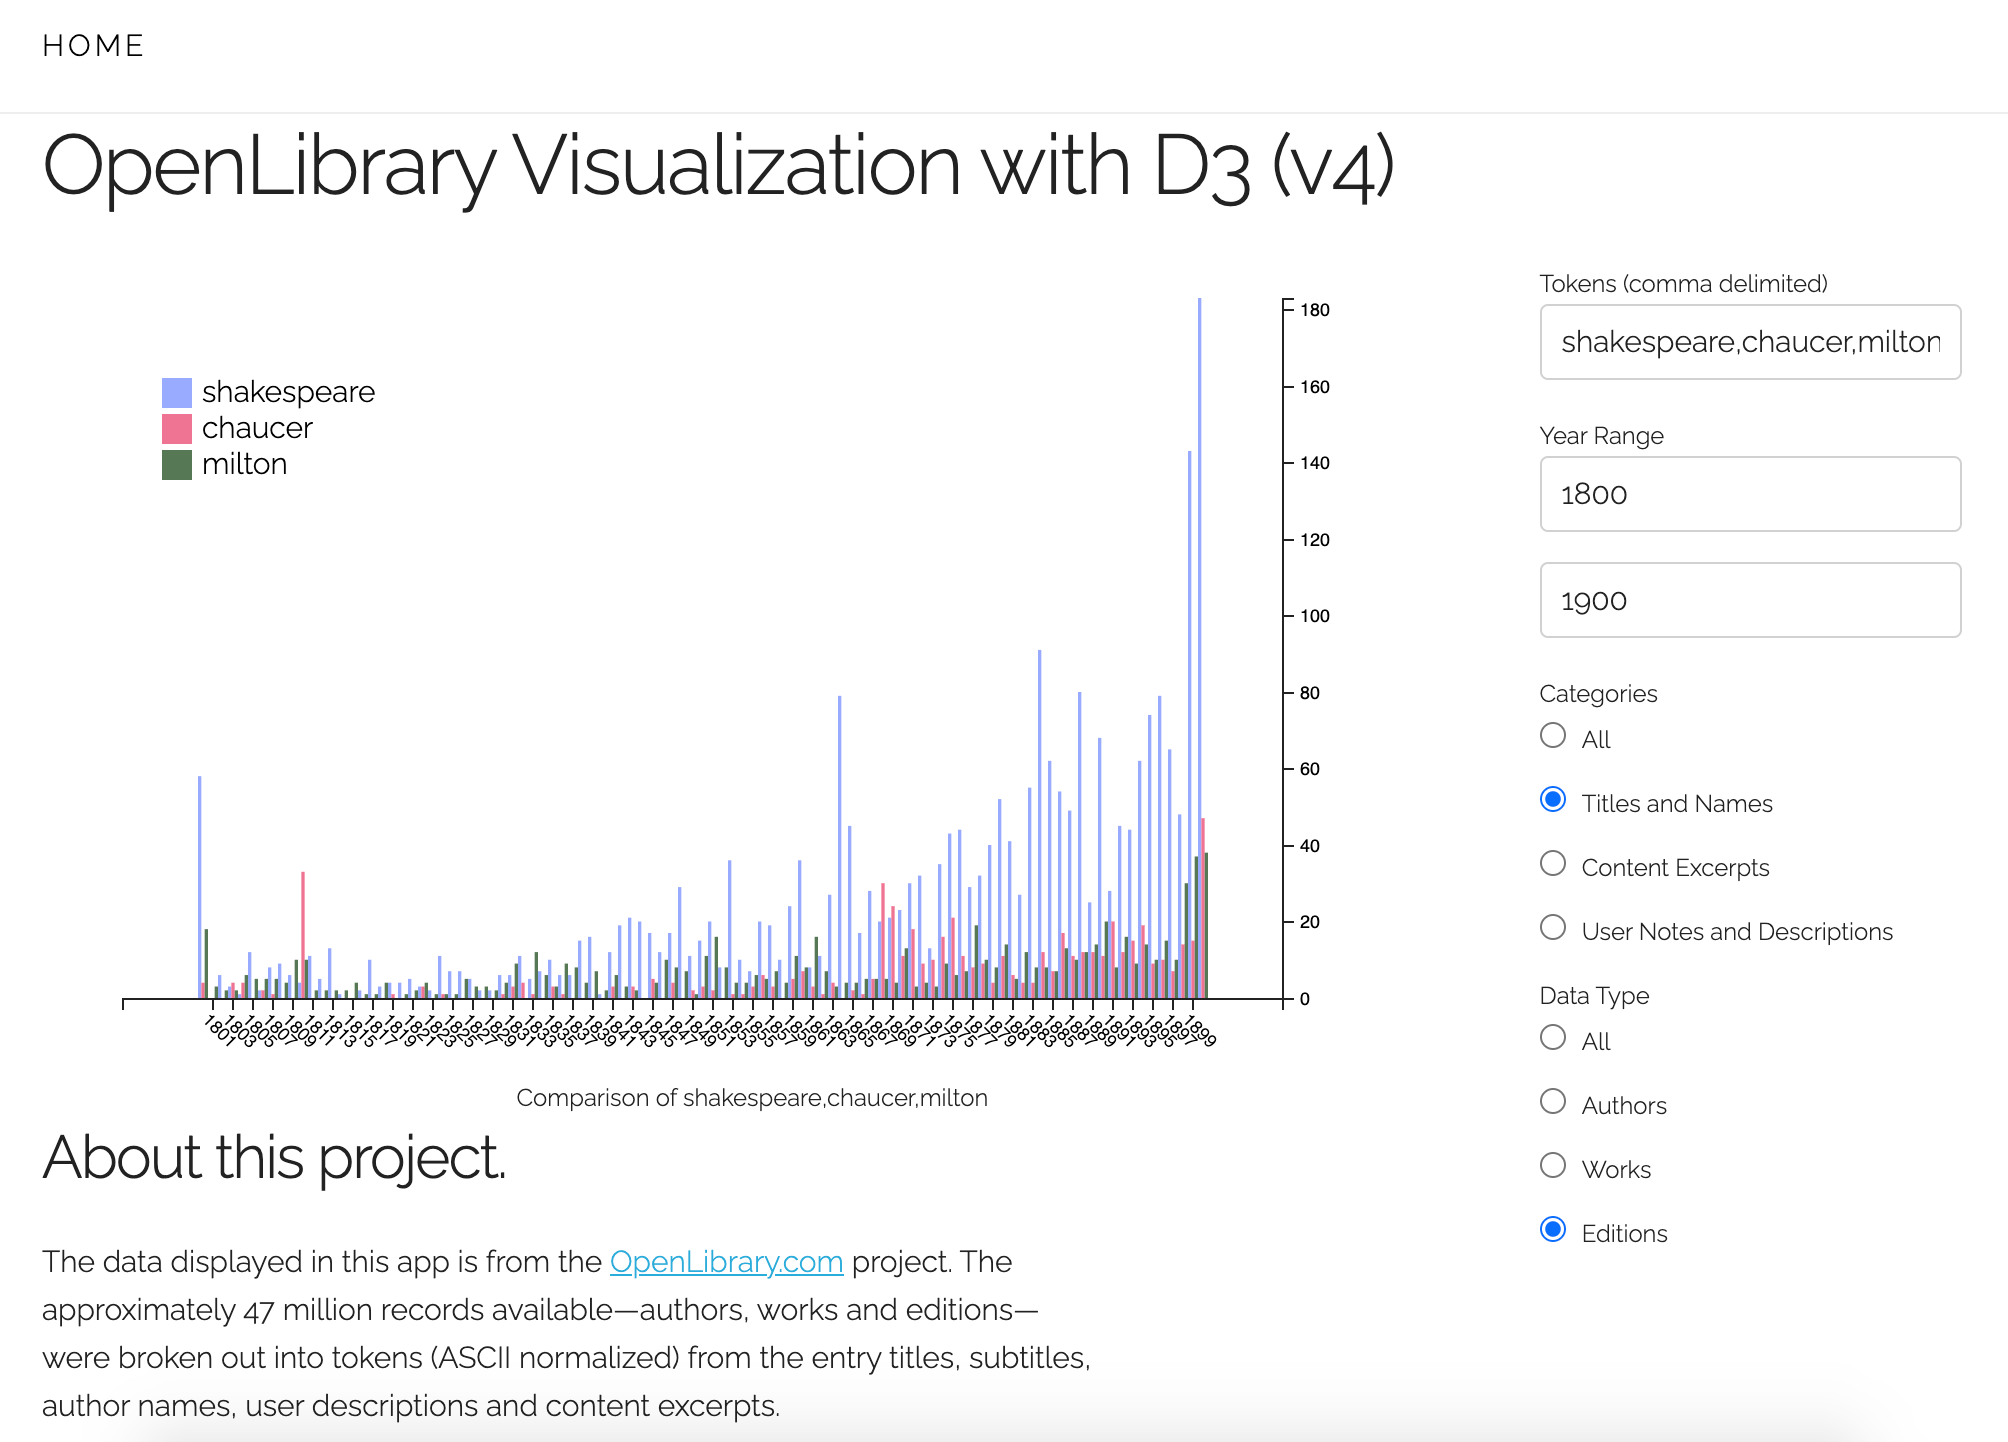 HOME
OpenLibrary Visualization with D3 (v4)
shakespeare
chaucer
milton
180
160
140
120
100
80
60
40
20
0
1801
1803
1805
1807
1809
1811
1813
1815
1817
1819
1821
1823
1825
1827
1829
1831
1833
1835
1837
1839
1841
1843
1845
1847
1849
1851
1853
1855
1857
1859
1861
1863
1865
1867
1869
1871
1873
1875
1877
1879
1881
1883
1885
1887
1889
1891
1893
1895
1897
1899
Comparison of shakespeare,chaucer,milton
Tokens (comma delimited)
shakespeare,chaucer,milton
Year Range
1800
1900
Categories
All
Titles and Names
Content Excerpts
User Notes and Descriptions
Data Type
All
Authors
Works
Editions
About this project.
The data displayed in this app is from the OpenLibrary.com project. The
approximately 47 million records available—authors, works and editions—
were broken out into tokens (ASCII normalized) from the entry titles, subtitles,
author names, user descriptions and content excerpts.